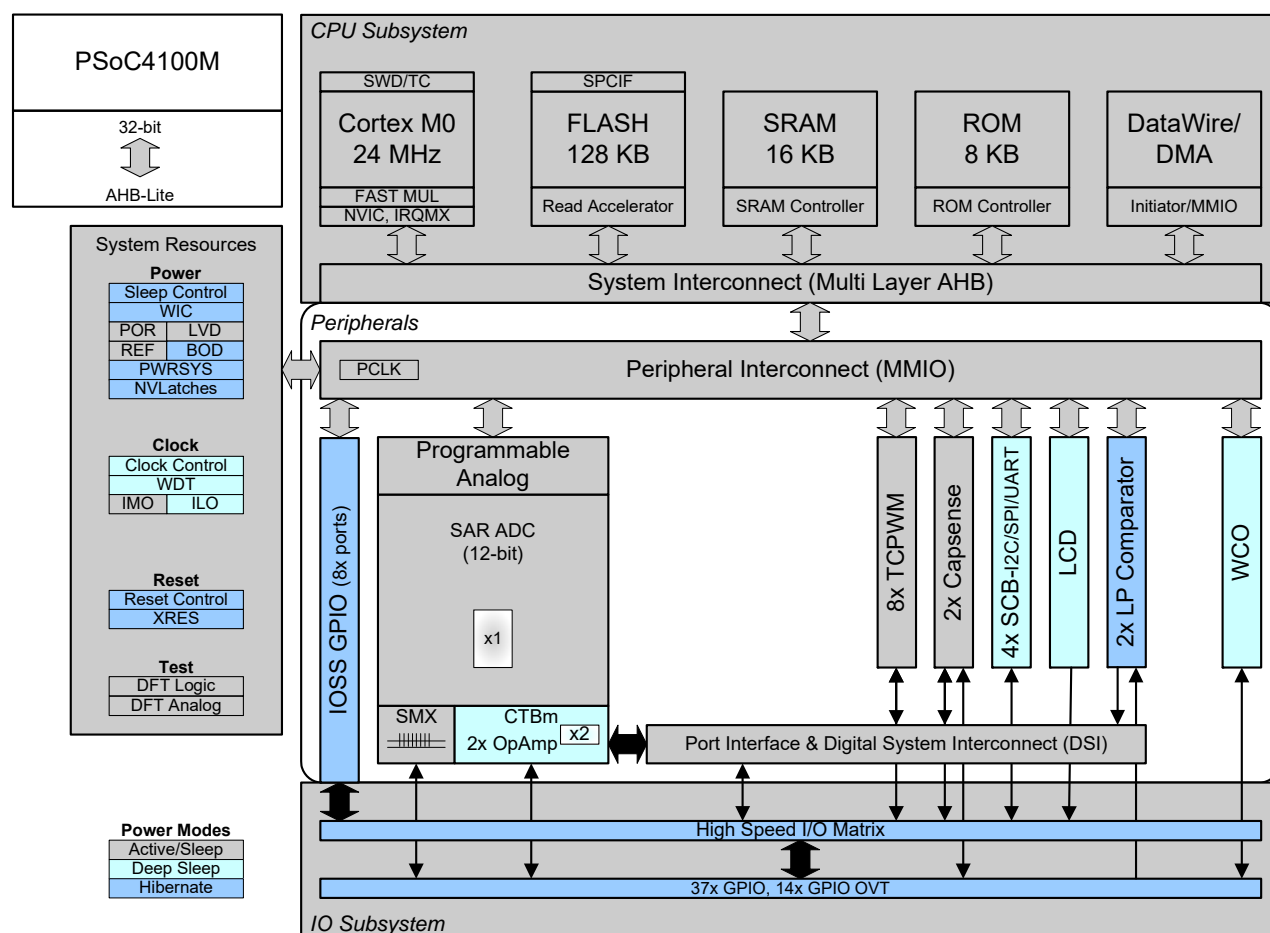 PSoC4100M
32-bit
AHB-Lite
CPU Subsystem
SWD/TC
Cortex M0
24 MHz
FAST MUL
NVIC, IRQMX
SPCIF
FLASH
128 KB
Read Accelerator
SRAM
16 KB
SRAM Controller
ROM
8 KB
ROM Controller
DataWire/
DMA
Initiator/MMIO
System Interconnect (Multi Layer AHB)
System Resources
Power
Sleep Control
WIC
POR LVD
REF BOD
PWRSYS
NVLatches
Clock
Clock Control
WDT
IMO ILO
Reset
Reset Control
XRES
Test
DFT Logic
DFT Analog
Peripherals
PCLK
Peripheral Interconnect (MMIO)
IOSS GPIO (8x ports)
Programmable
Analog
SAR ADC
(12-bit)
x1
SMX
CTBm
2x OpAmp
x2
8x TCPWM
2x Capsense
4x SCB-I2C/SPI/UART
LCD
2x LP Comparator
WCO
Port Interface & Digital System Interconnect (DSI)
Power Modes
Active/Sleep
Deep Sleep
Hibernate
High Speed I/O Matrix
37x GPIO, 14x GPIO OVT
IO Subsystem